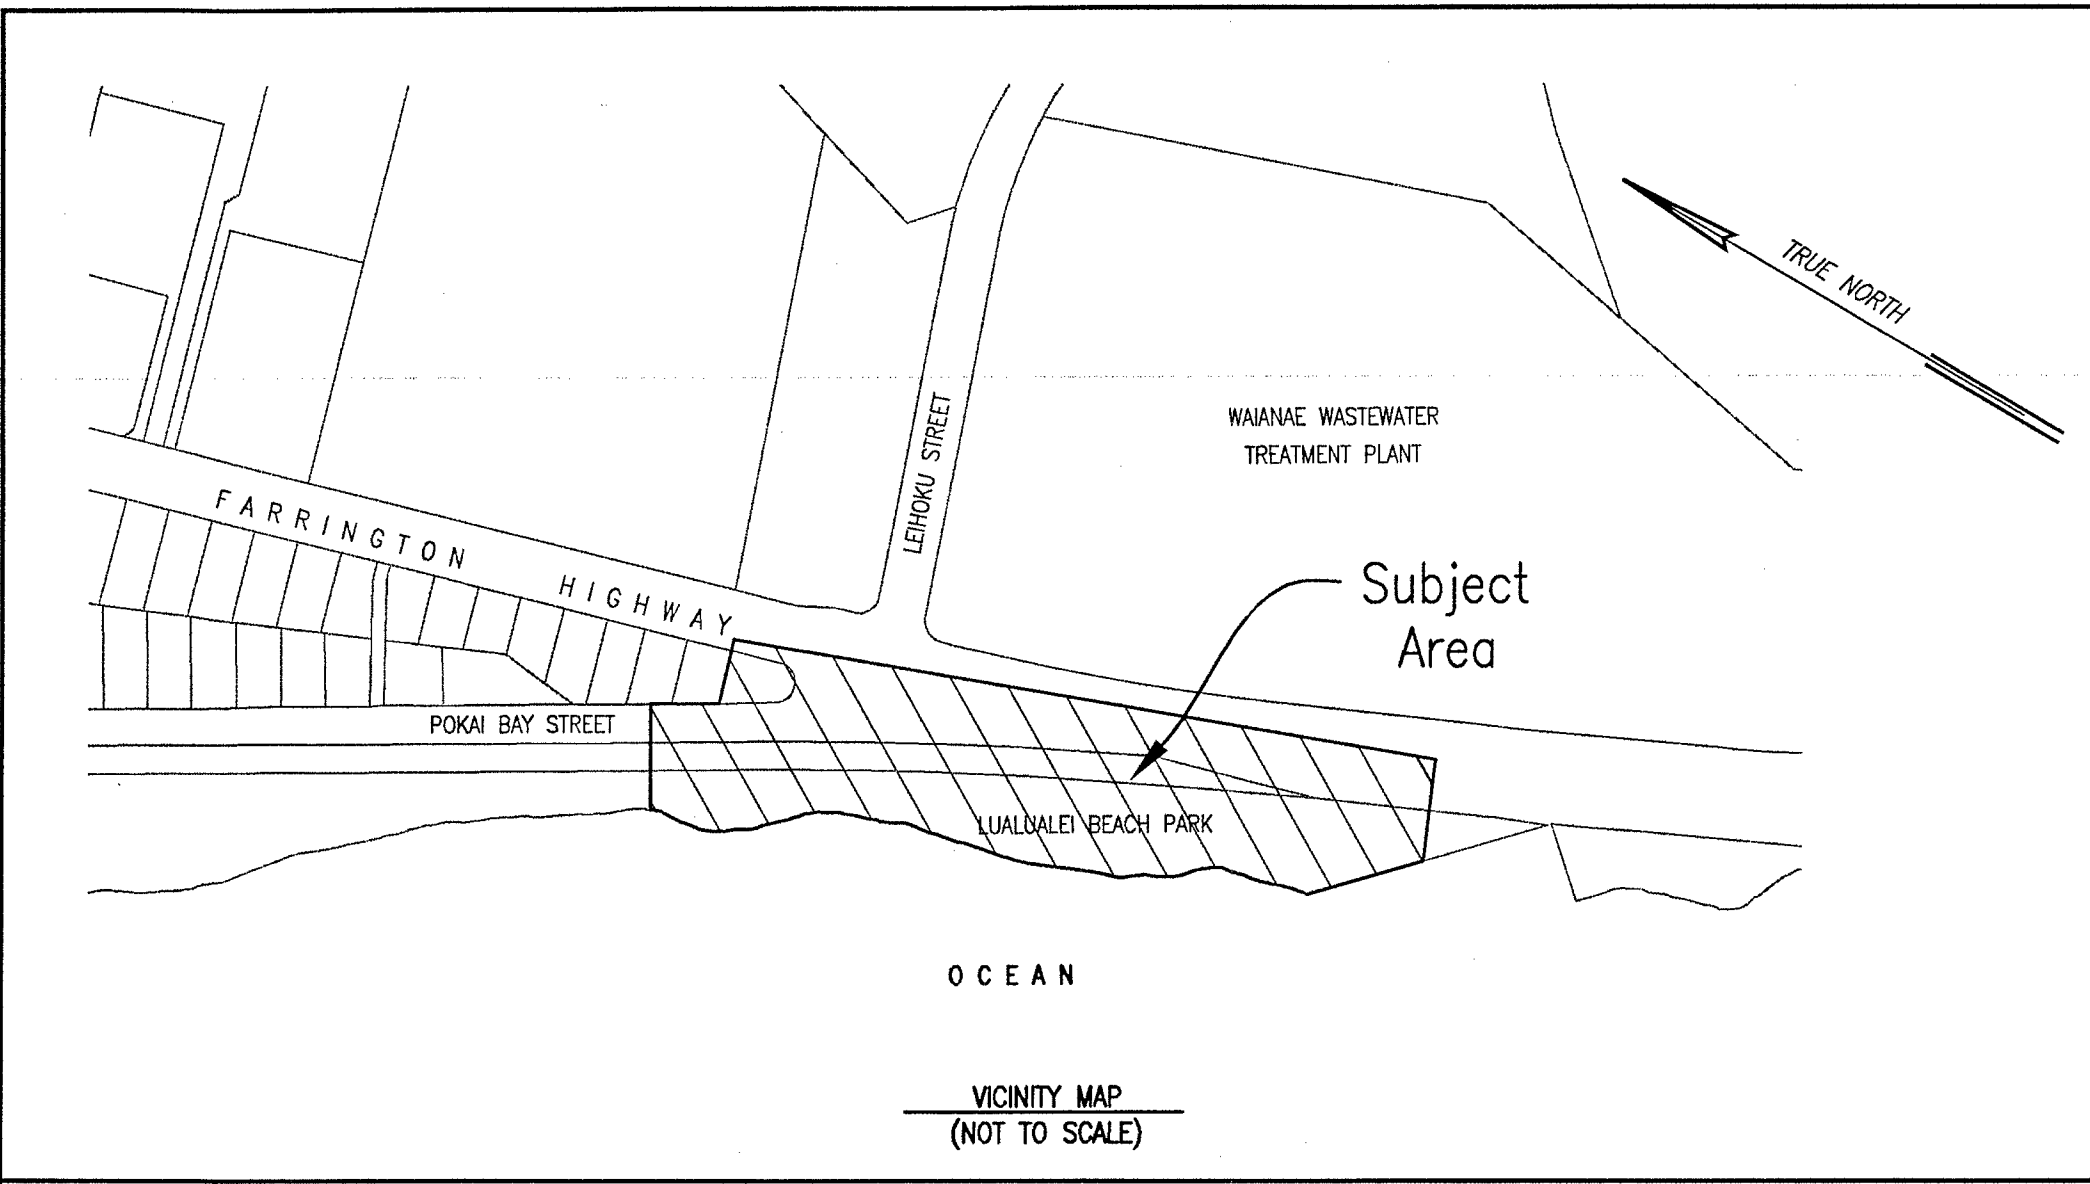 TRUE NORTH
WAIANAE WASTEWATER
TREATMENT PLANT
LEIHOKU STREET
FARRINGTON HIGHWAY
Subject
Area
POKAI BAY STREET
LUALUALEI BEACH PARK
OCEAN
VICINITY MAP
(NOT TO SCALE)